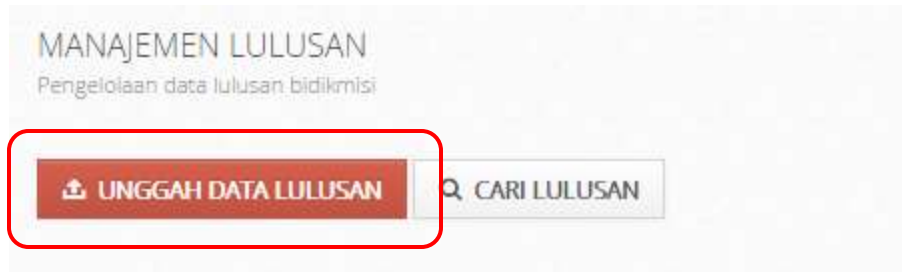 MANAJEMEN LULUSAN
Pengelolaan data lulusan bidikmisi
UNGGAH DATA LULUSAN
CARI LULUSAN